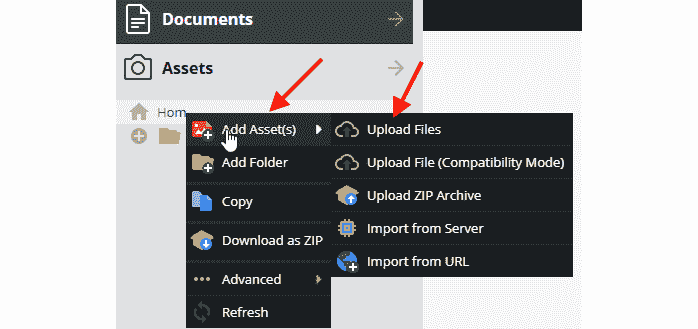 Documents
Assets
Hom
Add Asset(s)
Upload Files
Add Folder
Upload File (Compatibility Mode)
Copy
Upload ZIP Archive
Download as ZIP
Import from Server
Advanced
Import from URL
Refresh